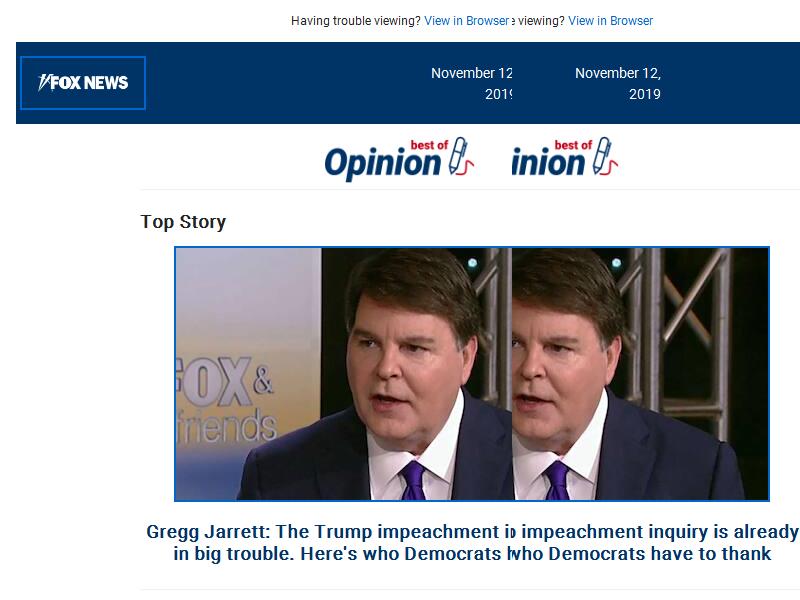 Having trouble viewing? View in Browser e viewing? View in Browser
FOX NEWS
November 12 November 12,
2019 2019
best of best of
Opinion inion
Top Story
FOX &
friends
Gregg Jarrett: The Trump impeachment i impeachment inquiry is already
in big trouble. Here's who Democrats who Democrats have to thank